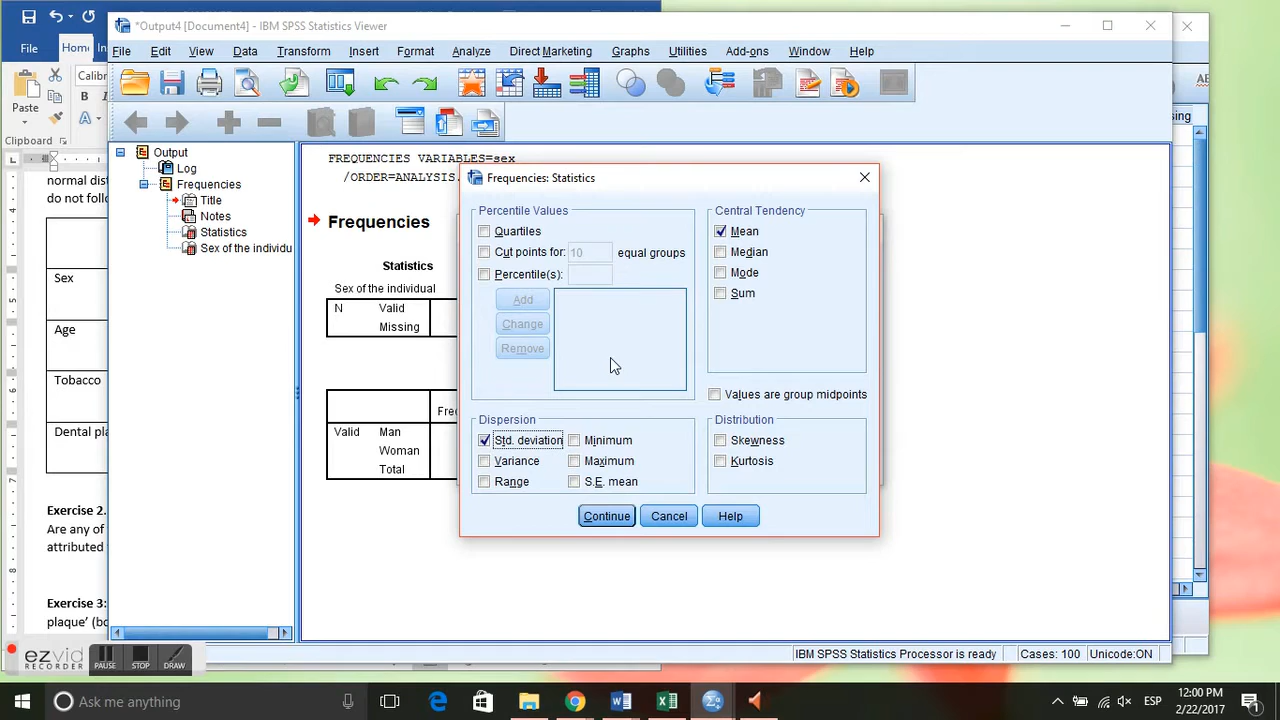 *Output4 [Document4] - IBM SPSS Statistics Viewer
File
Home
Calibr
Paste
B
I
A
Clipboard
File Edit View Data Transform Insert Format Analyze Direct Marketing Graphs Utilities Add-ons Window Help
Output
Log
Frequencies
Title
Notes
Statistics
Sex of the individu
FREQUENCIES VARIABLES=sex
/ORDER=ANALYSIS.
Frequencies
Statistics
Sex of the individual
N Valid
Missing
Valid Man
Woman
Total
Frequencies: Statistics
Percentile Values
Quartiles
Cut points for: 10 equal groups
Percentile(s):
Add
Change
Remove
Central Tendency
Mean
Median
Mode
Sum
Values are group midpoints
Dispersion
Std. deviation Minimum
Variance Maximum
Range S.E. mean
Distribution
Skewness
Kurtosis
Continue Cancel Help
normal dist
do not follo
Sex
Age
Tobacco
Dental pla
Exercise 2.
Are any of
attributed
Exercise 3:
plaque’ (bo
ezvid
RECORDER
PAUSE STOP DRAW
IBM SPSS Statistics Processor is ready Cases: 100 Unicode:ON
Ask me anything
ESP
12:00 PM
2/22/2017